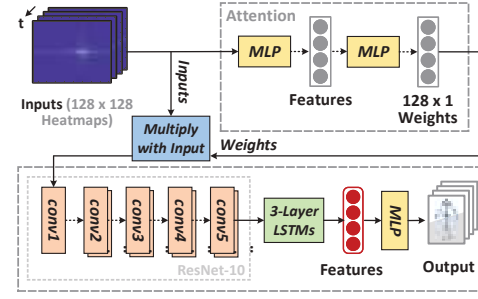 t
Attention
MLP
MLP
Inputs (128 x 128
Heatmaps)
Inputs
Features
128 x 1
Weights
Multiply
with Input
Weights
conv1
conv2
conv3
conv4
conv5
3-Layer
LSTMs
MLP
ResNet-10
Features
Output